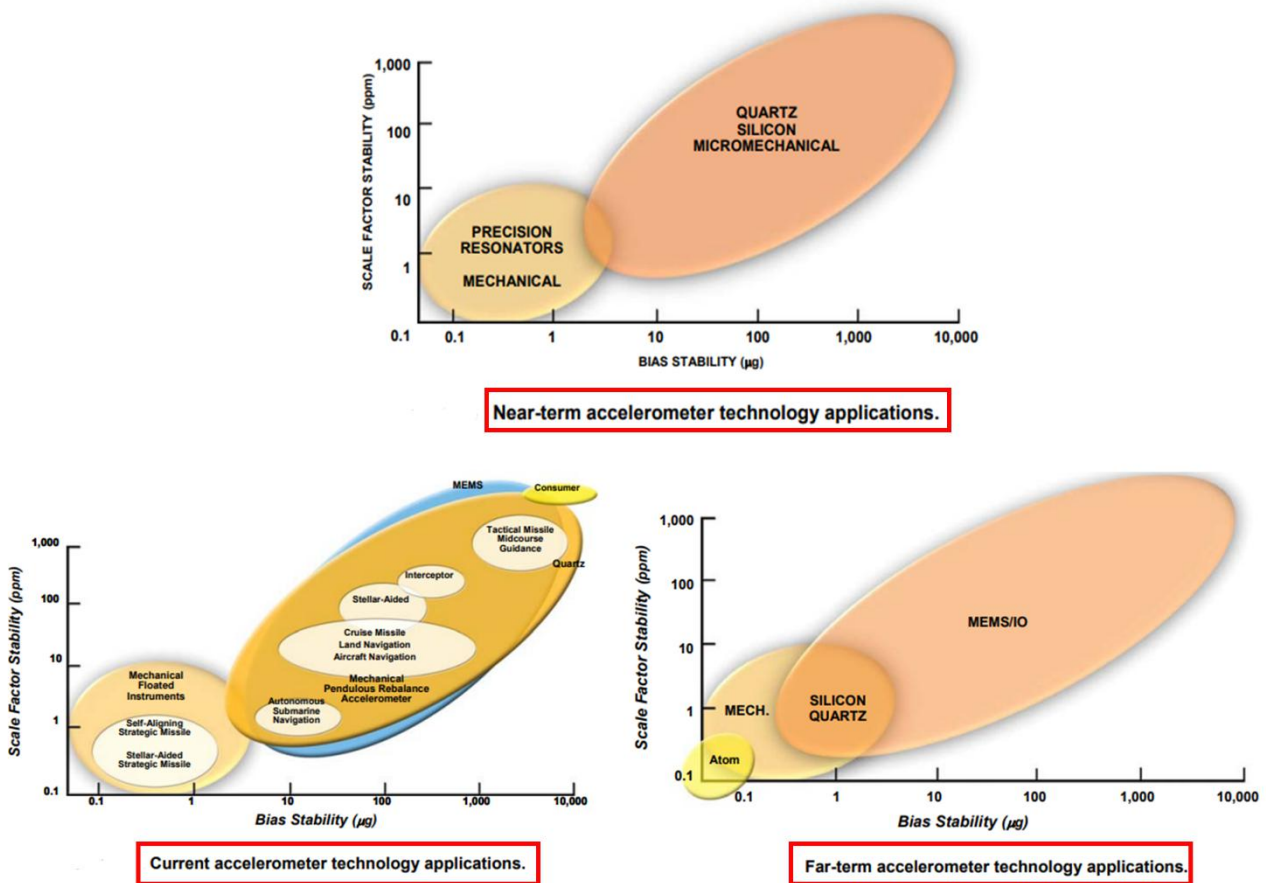 SCALE FACTOR STABILITY (ppm)
1,000
100
10
1
0.1
QUARTZ
SILICON
MICROMECHANICAL
PRECISION
RESONATORS
MECHANICAL
0.1
1
10
100
1,000
10,000
BIAS STABILITY (µg)
Near-term accelerometer technology applications.
Scale Factor Stability (ppm)
1,000
100
10
1
0.1
MEMS
Consumer
Tactical Missile
Midcourse
Guidance
Quartz
Interceptor
Stellar-Aided
Cruise Missile
Land Navigation
Aircraft Navigation
Mechanical
Pendulous Rebalance
Accelerometer
Autonomous
Submarine
Navigation
Mechanical
Floated
Instruments
Self-Aligning
Strategic Missile
Stellar-Aided
Strategic Missile
0.1
1
10
100
1,000
10,000
Bias Stability (µg)
Current accelerometer technology applications.
Scale Factor Stability (ppm)
1,000
100
10
1
0.1
MEMS/IO
MECH.
SILICON
QUARTZ
Atom
0.1
1
10
100
1,000
10,000
Bias Stability (µg)
Far-term accelerometer technology applications.